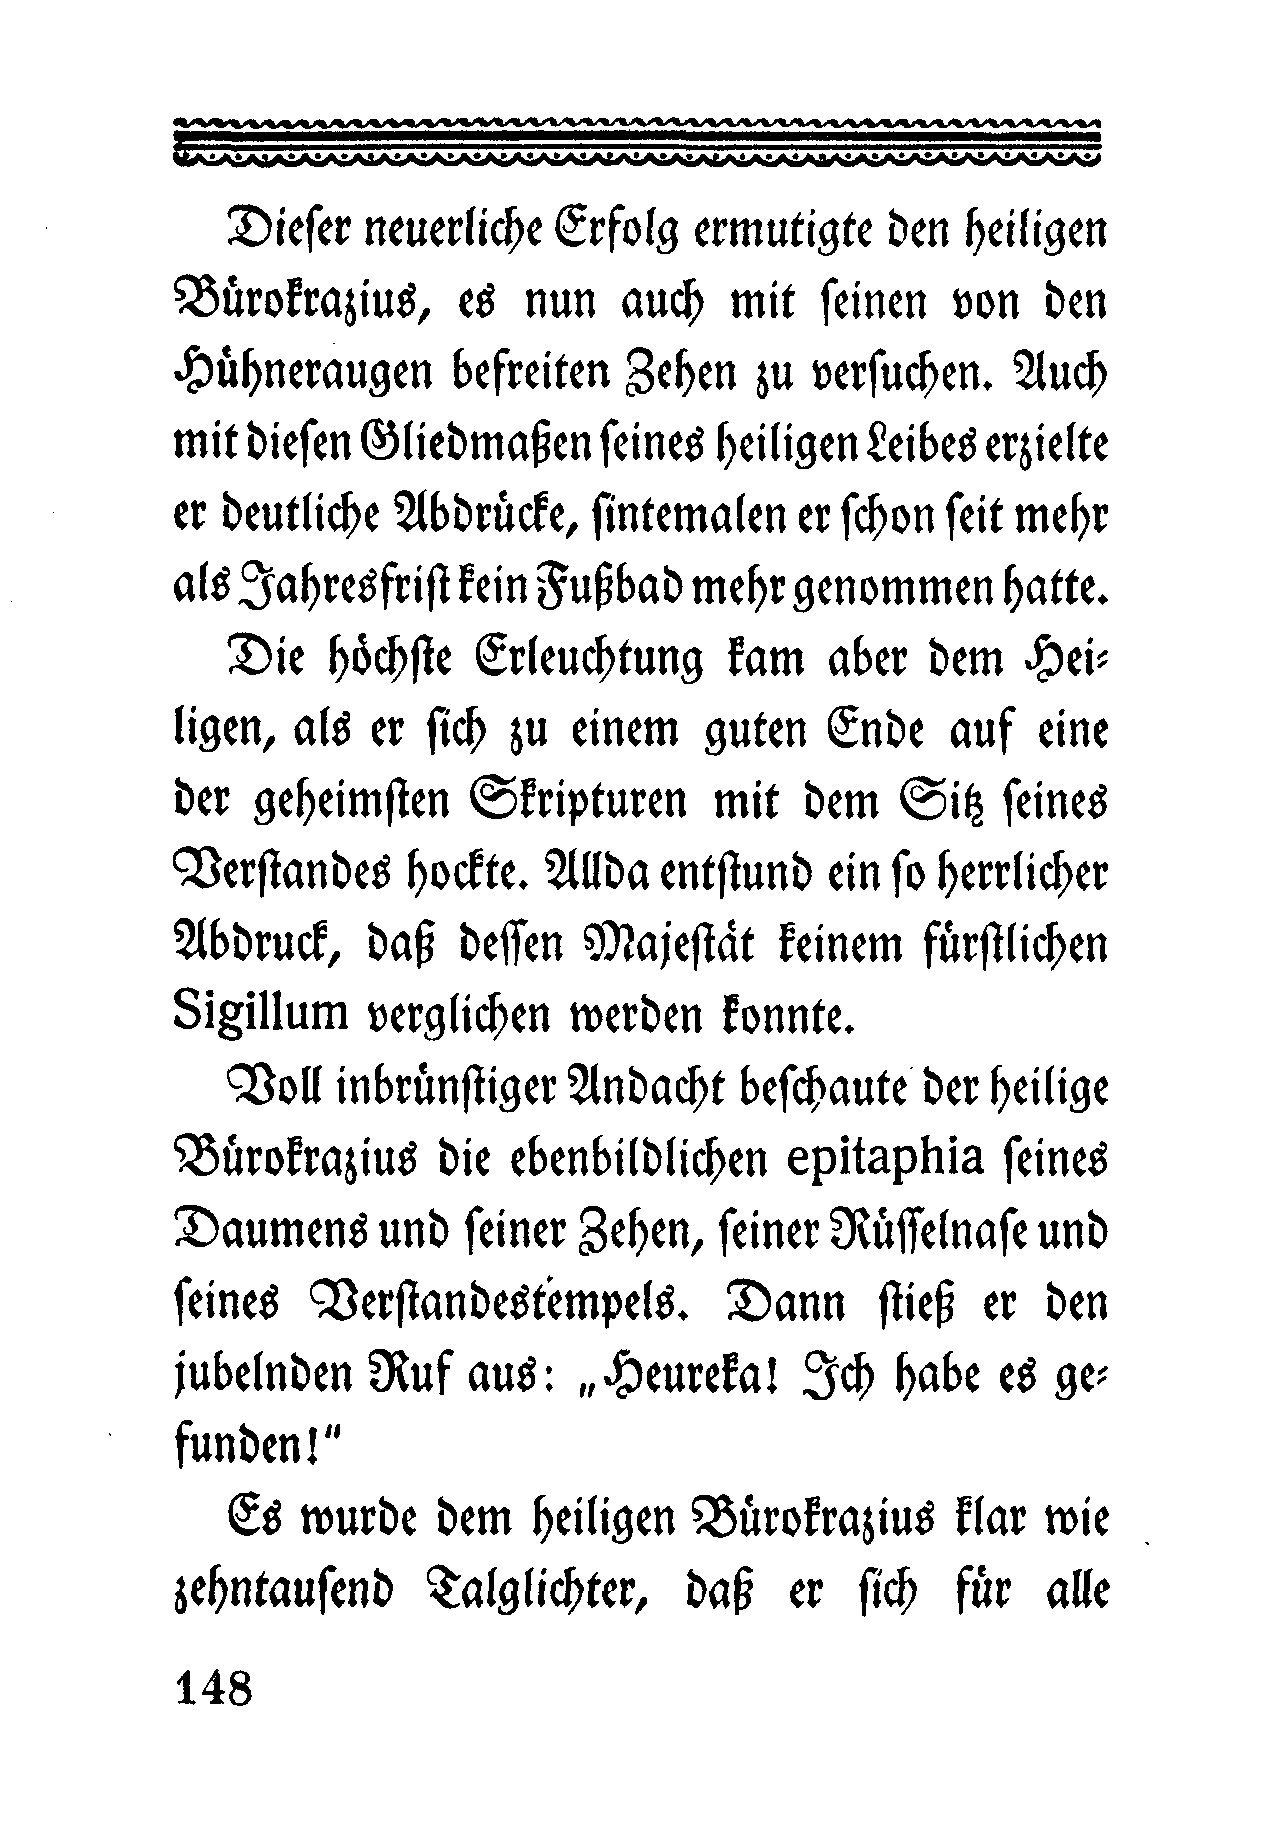 Dieſer neuerliche Erfolg ermutigte den heiligen
Bürokrazius, es nun auch mit ſeinen von den
Hühneraugen befreiten Zehen zu verſuchen. Auch
mit dieſen Gliedmaßen ſeines heiligen Leibes erzielte
er deutliche Abdrücke, ſintemalen er ſchon ſeit mehr
als Jahresfriſt kein Fußbad mehr genommen hatte.
Die höchſte Erleuchtung kam aber dem Hei⸗
ligen, als er ſich zu einem guten Ende auf eine
der geheimſten Skripturen mit dem Sitz ſeines
Verſtandes hockte. Allda entſtund ein ſo herrlicher
Abdruck, daß deſſen Majeſtät keinem fürſtlichen
Sigillum verglichen werden konnte.
Voll inbrünſtiger Andacht beſchaute der heilige
Bürokrazius die ebenbildlichen epitaphia ſeines
Daumens und ſeiner Zehen, ſeiner Rüſſelnaſe und
ſeines Verſtandestempels. Dann ſtieß er den
jubelnden Ruf aus: „Heureka! Ich habe es ge⸗
funden!“
Es wurde dem heiligen Bürokrazius klar wie
zehntauſend Talglichter, daß er ſich für alle
148